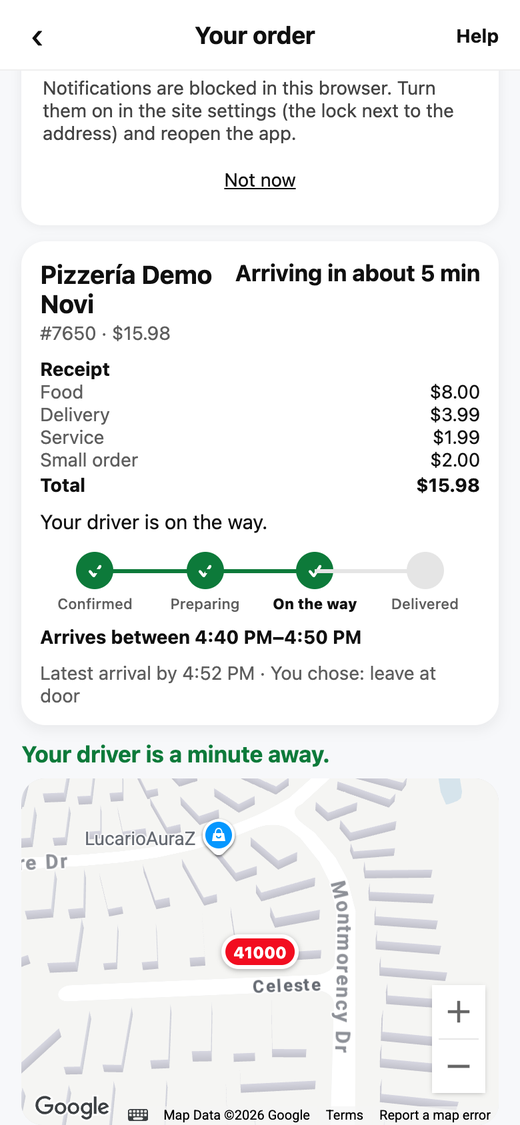 Your order
Help
Notifications are blocked in this browser. Turn
them on in the site settings (the lock next to the
address) and reopen the app.
Not now
Pizzería Demo
Novi
Arriving in about 5 min
#7650 · $15.98
Receipt
Food $8.00
Delivery $3.99
Service $1.99
Small order $2.00
Total $15.98
Your driver is on the way.
Confirmed
Preparing
On the way
Delivered
Arrives between 4:40 PM–4:50 PM
Latest arrival by 4:52 PM · You chose: leave at
door
Your driver is a minute away.
LucarioAuraZ
re Dr
Montmorency Dr
41000
Celeste
Google
Map Data ©2026 Google
Terms
Report a map error